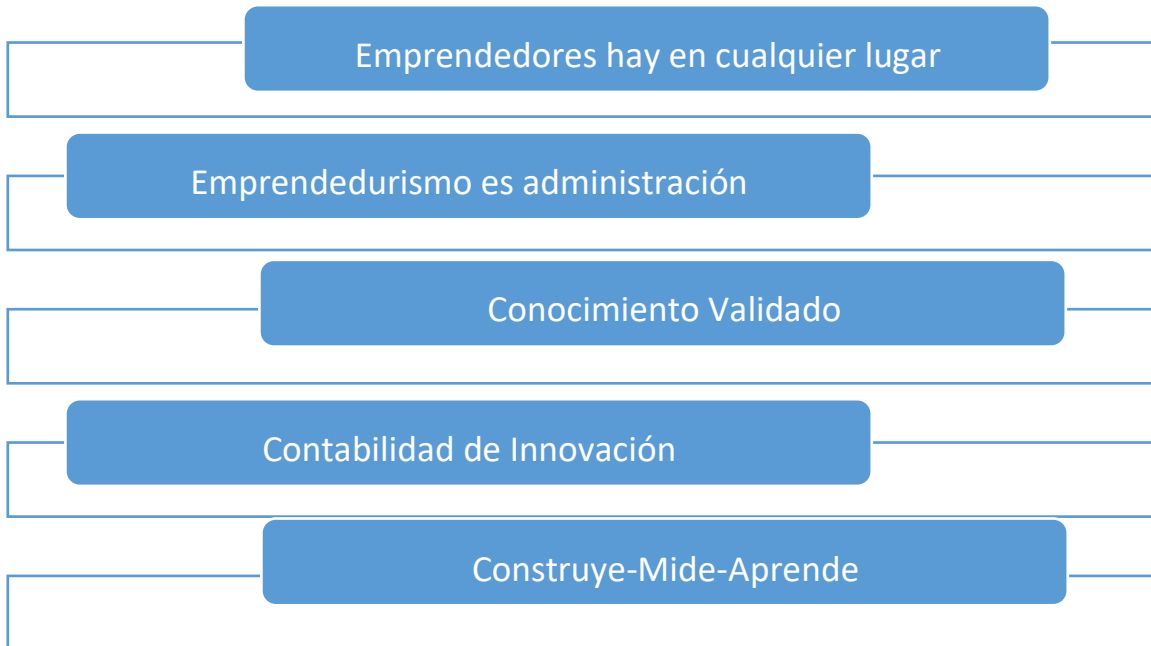 Emprendedores hay en cualquier lugar
Emprendedurismo es administración
Conocimiento Validado
Contabilidad de Innovación
Construye-Mide-Aprende